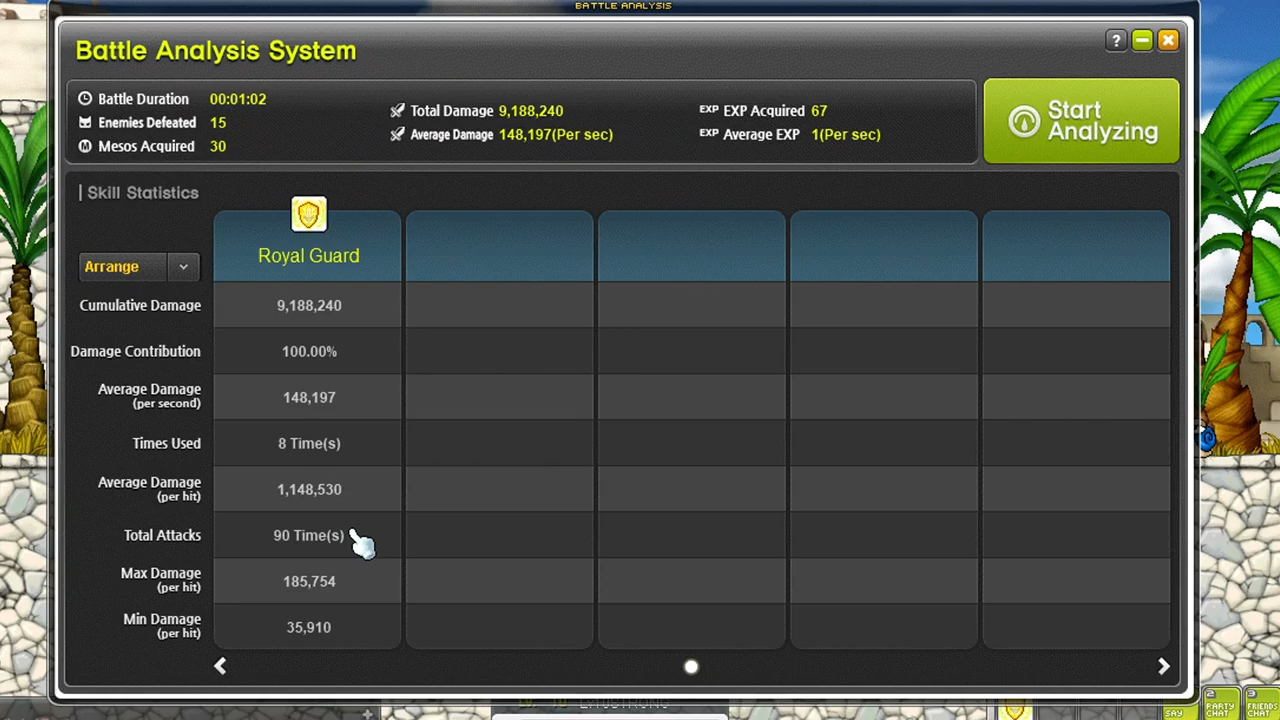 BATTLE ANALYSIS
Battle Analysis System
?
Battle Duration 00:01:02
Enemies Defeated 15
Mesos Acquired 30
Total Damage 9,188,240
Average Damage 148,197(Per sec)
EXP EXP Acquired 67
EXP Average EXP 1(Per sec)
Start
Analyzing
Skill Statistics
Arrange
Royal Guard
Cumulative Damage 9,188,240
Damage Contribution 100.00%
Average Damage
(per second)
148,197
Times Used 8 Time(s)
Average Damage
(per hit)
1,148,530
Total Attacks 90 Time(s)
Max Damage
(per hit)
185,754
Min Damage
(per hit)
35,910
SAY
2
PARTY
CHAT
3
FRIENDS
CHAT